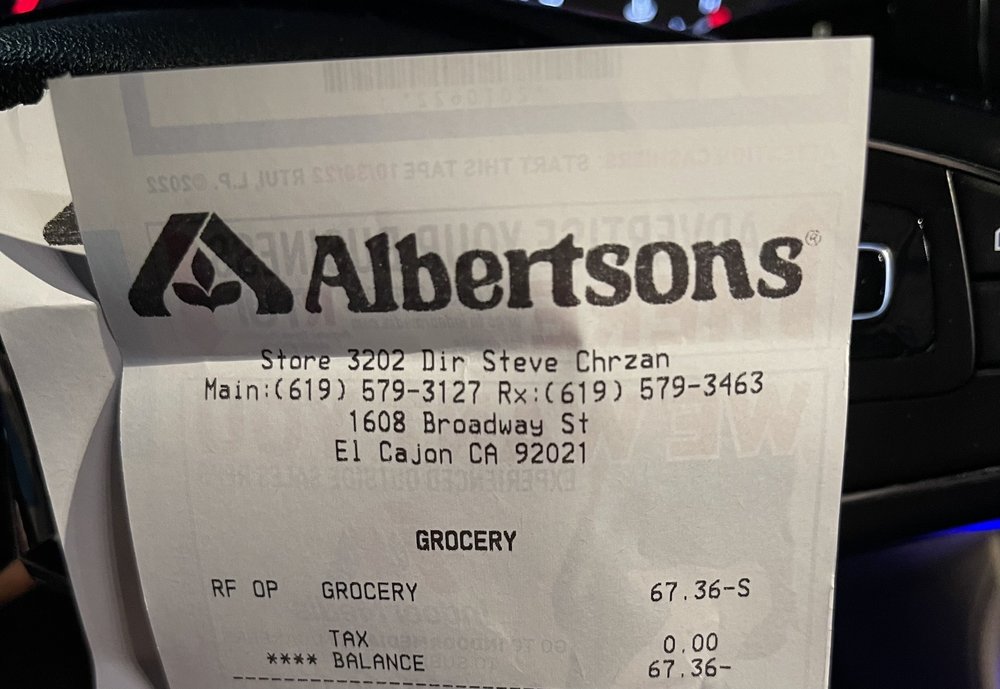 Albertsons®
Store 3202 Dir Steve Chrzan
Main:(619) 579-3127 Rx:(619) 579-3463
1608 Broadway St
El Cajon CA 92021
GROCERY
RF OP GROCERY 67.36-S
TAX 0.00
**** BALANCE 67.36-